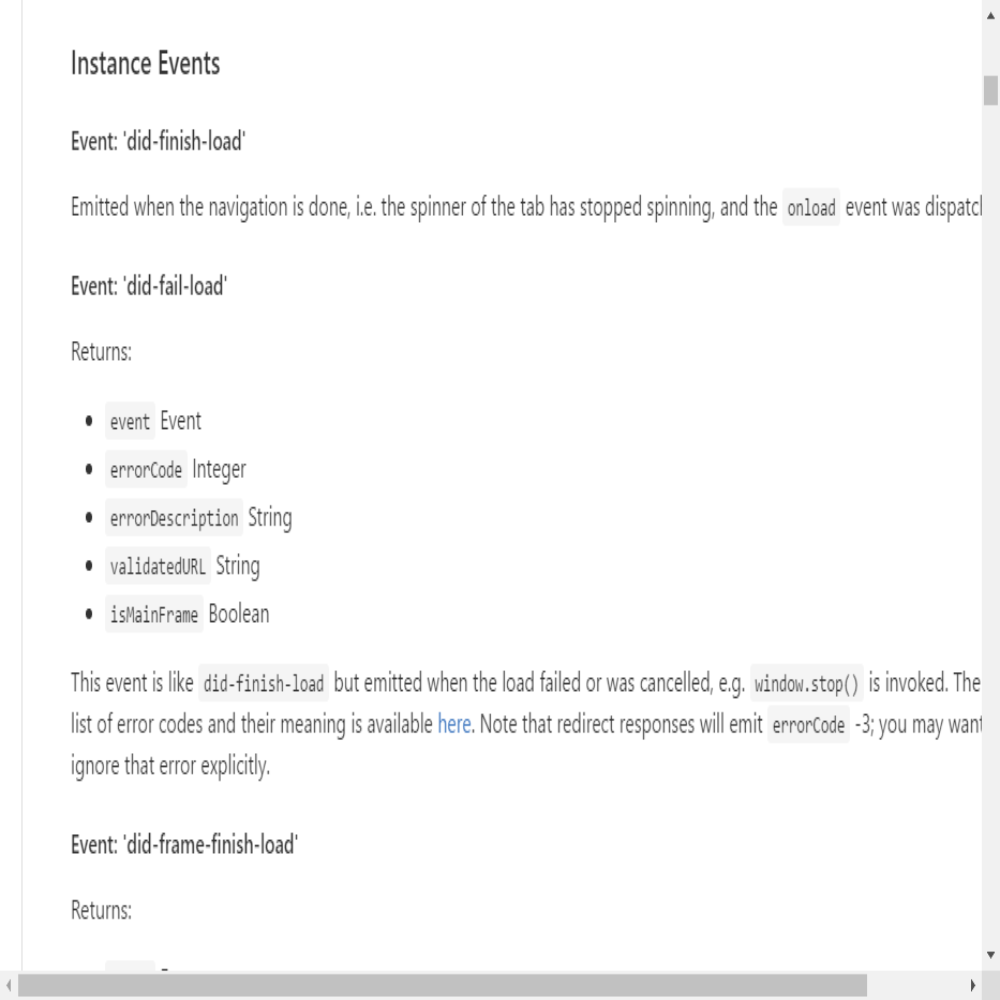 Instance Events
Event: 'did-finish-load'
Emitted when the navigation is done, i.e. the spinner of the tab has stopped spinning, and the onload event was
Event: 'did-fail-load'
Returns:
event Event
errorCode Integer
errorDescription String
validatedURL String
isMainFrame Boolean
This event is like did-finish-load but emitted when the load failed or was cancelled, e.g. window.stop() is invoked. The
list of error codes and their meaning is available here. Note that redirect responses will emit errorCode -3; you may want
ignore that error explicitly.
Event: 'did-frame-finish-load'
Returns: